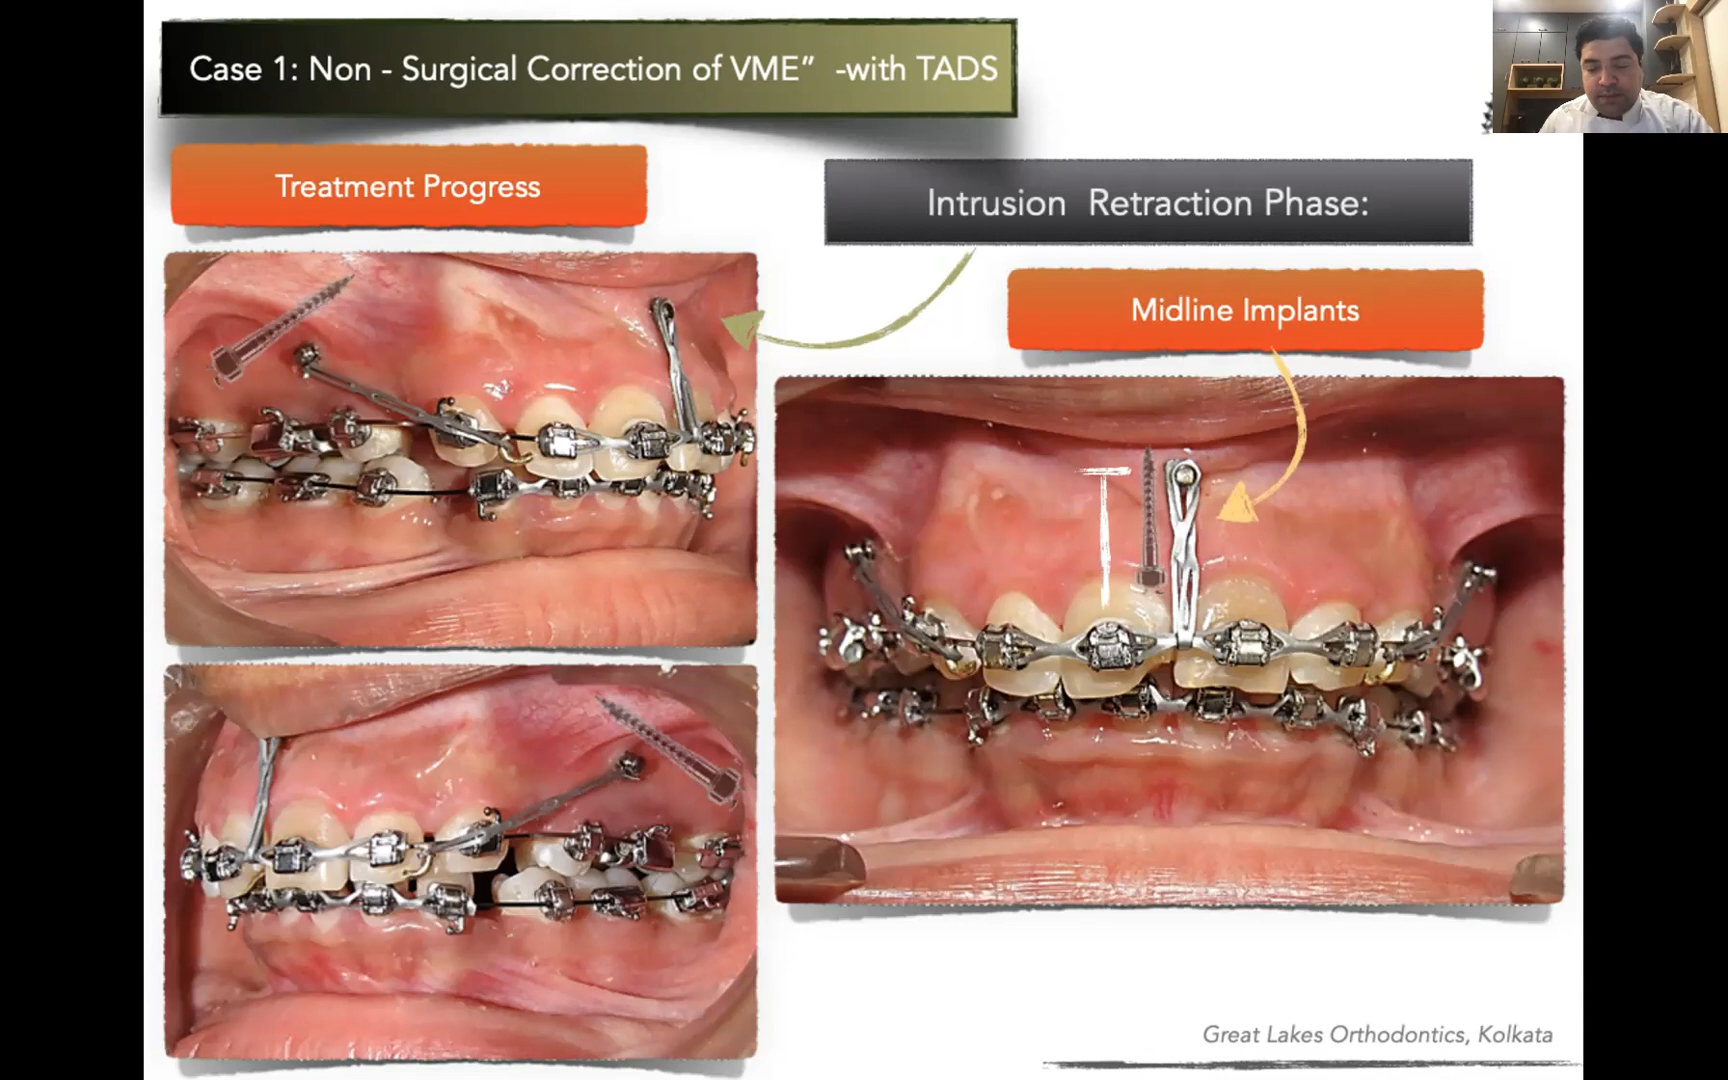 Case 1: Non - Surgical Correction of VME” -with TADS
Treatment Progress
Intrusion Retraction Phase:
Midline Implants
Great Lakes Orthodontics, Kolkata